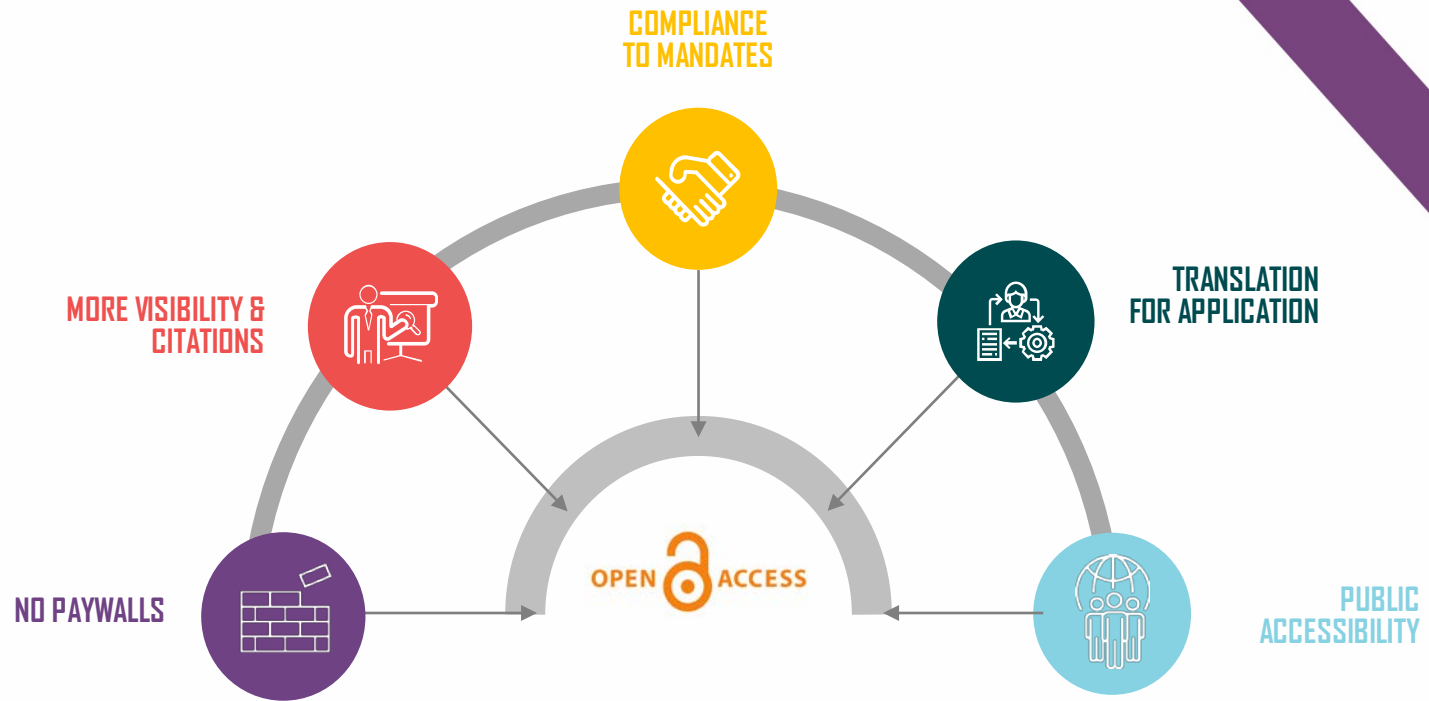 COMPLIANCE
TO MANDATES
MORE VISIBILITY &
CITATIONS
TRANSLATION
FOR APPLICATION
NO PAYWALLS
OPEN ACCESS
PUBLIC
ACCESSIBILITY